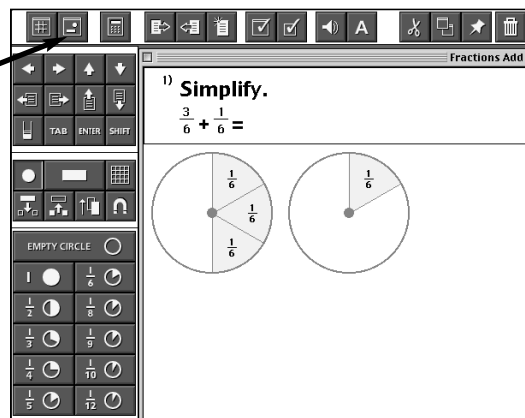 A
Fractions Add
TAB ENTER SHIFT
1) Simplify.
3/6 + 1/6 =
1/6
1/6
1/6
1/6
EMPTY CIRCLE
1 1/6
1/2 1/8
1/3 1/9
1/4 1/10
1/5 1/12